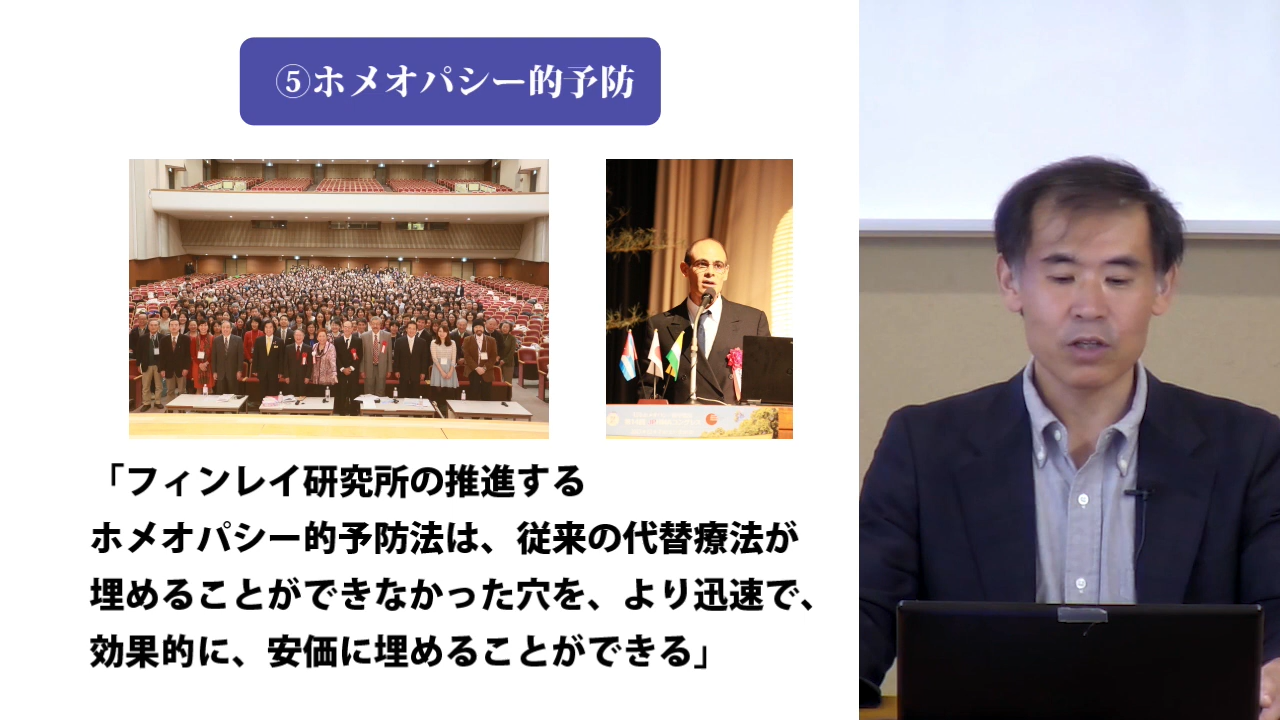 ⑤ホメオパシー的予防
「フィンレイ研究所の推進する
ホメオパシー的予防法は、従来の代替療法が
埋めることができなかった穴を、より迅速で、
効果的に、安価に埋めることができる」